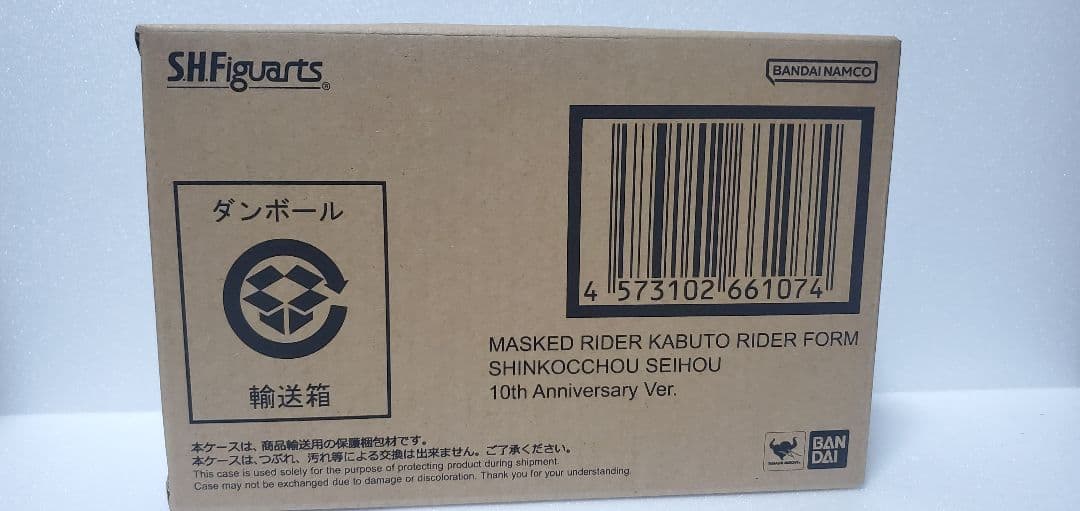 S.H.Figuarts®
BANDAI NAMCO
ダンボール
輸送箱
4 573102 661074
MASKED RIDER KABUTO RIDER FORM
SHINKOCCHOU SEIHOU
10th Anniversary Ver.
本ケースは、商品輸送用の保護梱包材です。
本ケースは、つぶれ、汚れ等による交換は出来ません。ご了承ください。
This case is used solely for the purpose of protecting product during shipment.
Case may not be exchanged due to damage or discoloration. Thank you for your understanding.
BAN
DAI